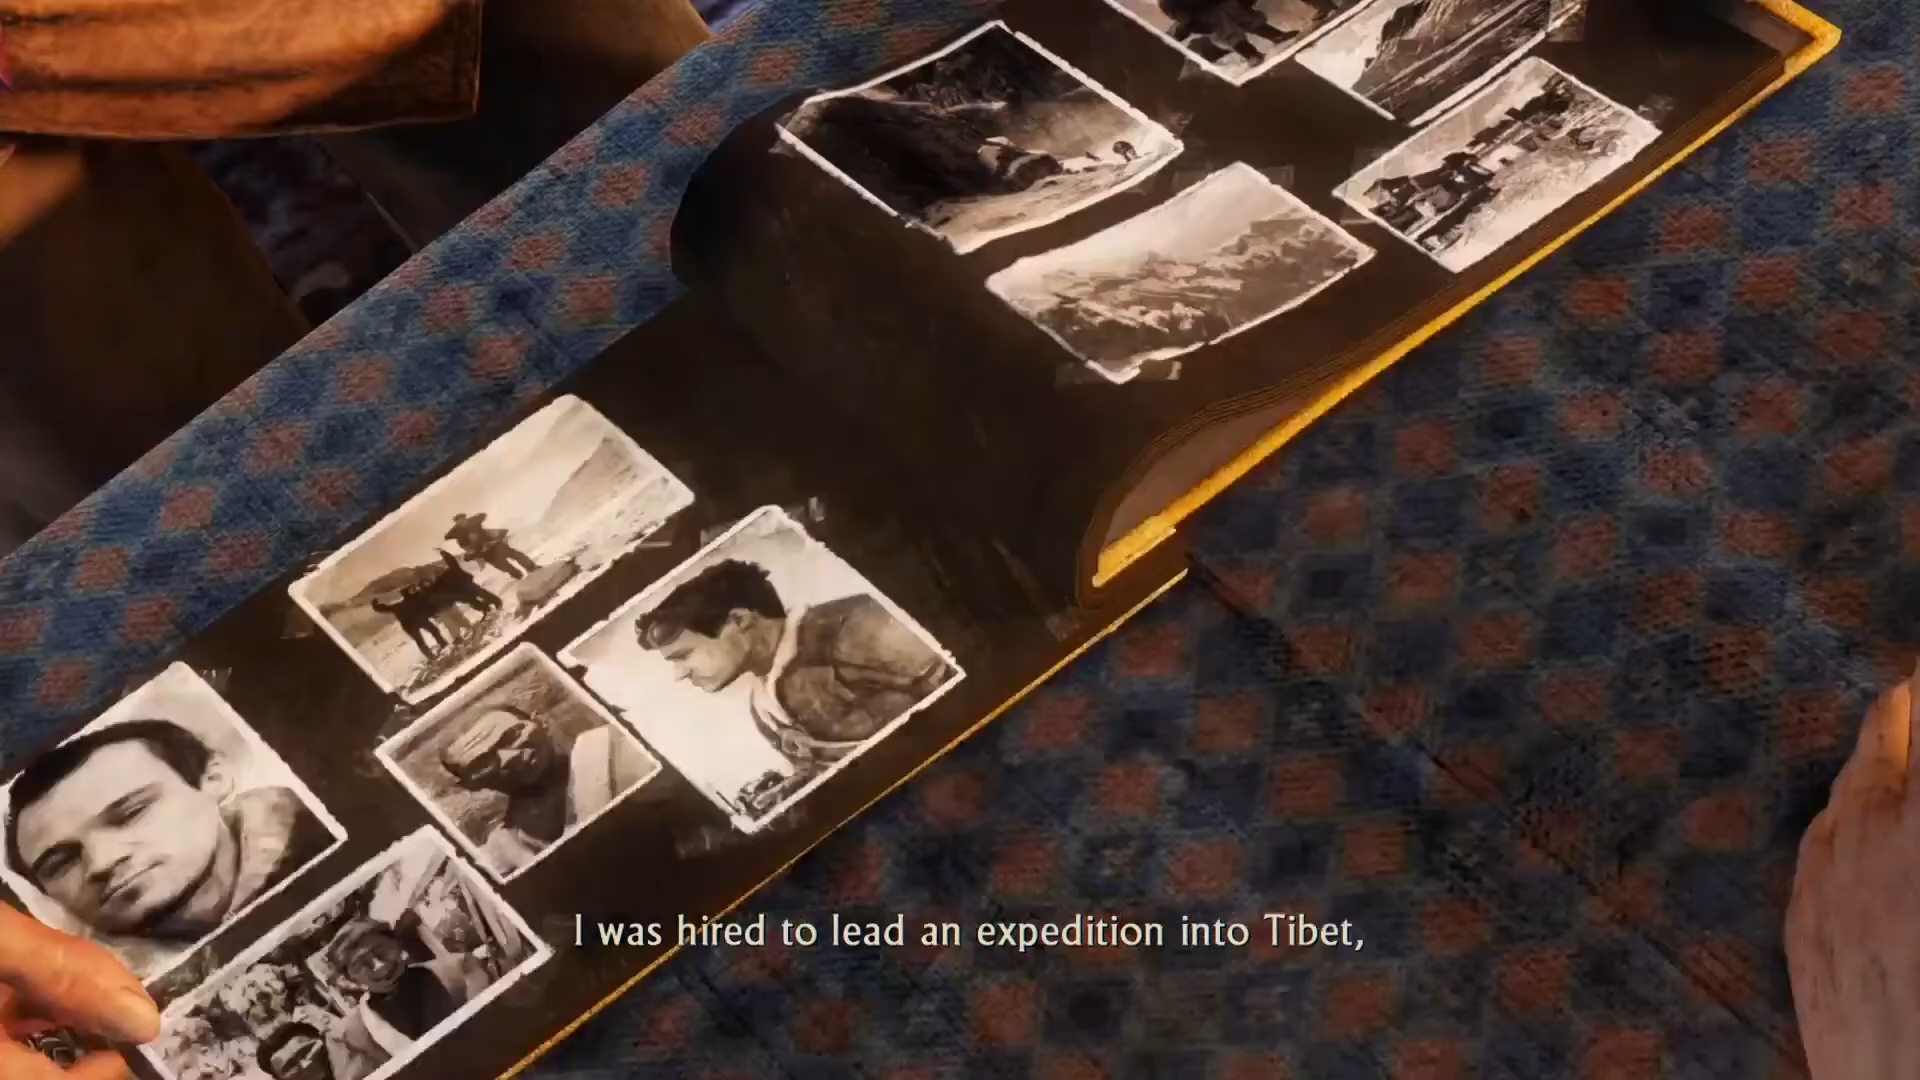 I was hired to lead an expedition into Tibet,